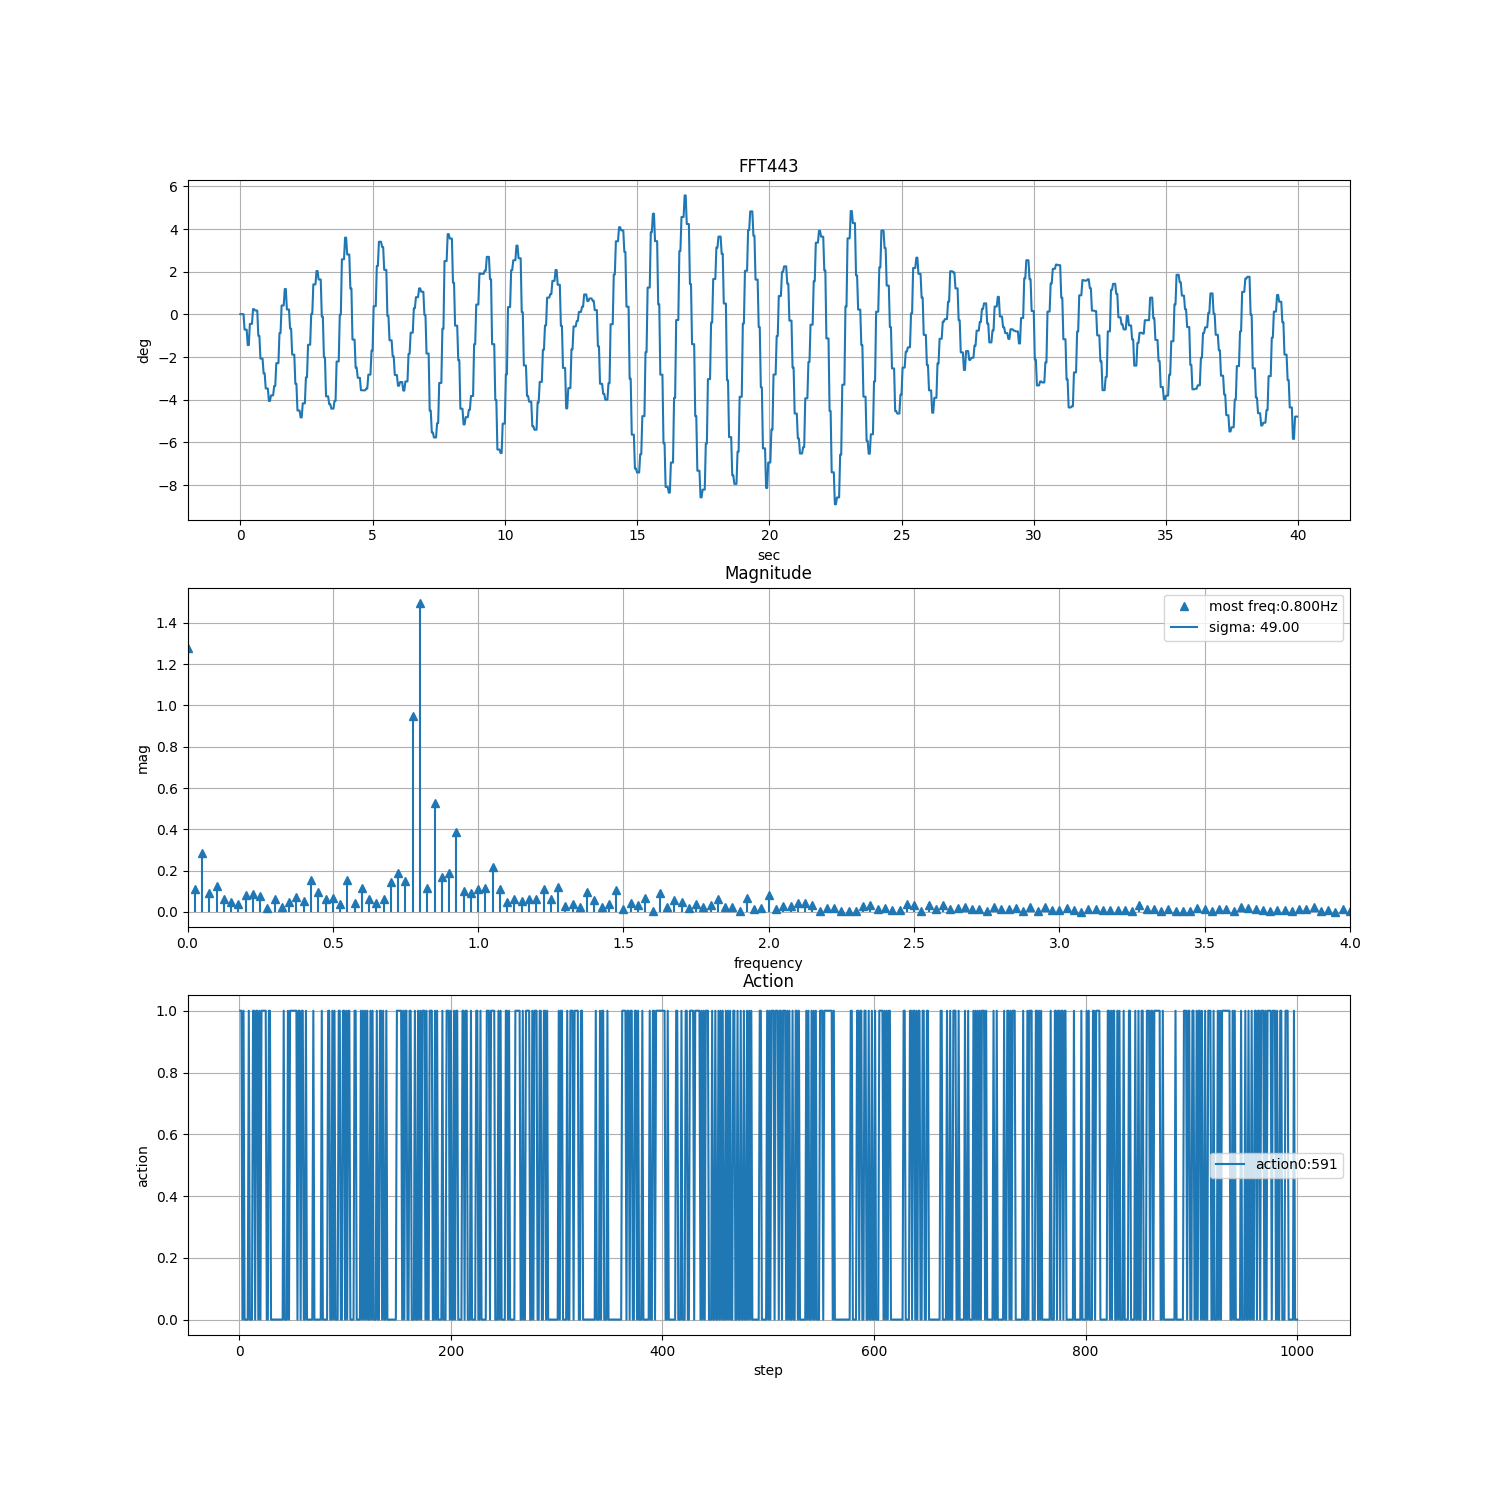 FFT443
6
4
2
0
−2
−4
−6
−8
deg
0 5 10 15 20 25 30 35 40
sec
Magnitude
most freq:0.800Hz
sigma: 49.00
1.4
1.2
1.0
0.8
0.6
0.4
0.2
0.0
mag
0.0 0.5 1.0 1.5 2.0 2.5 3.0 3.5 4.0
frequency
Action
1.0
0.8
0.6
0.4
0.2
0.0
action
action0:591
0 200 400 600 800 1000
step